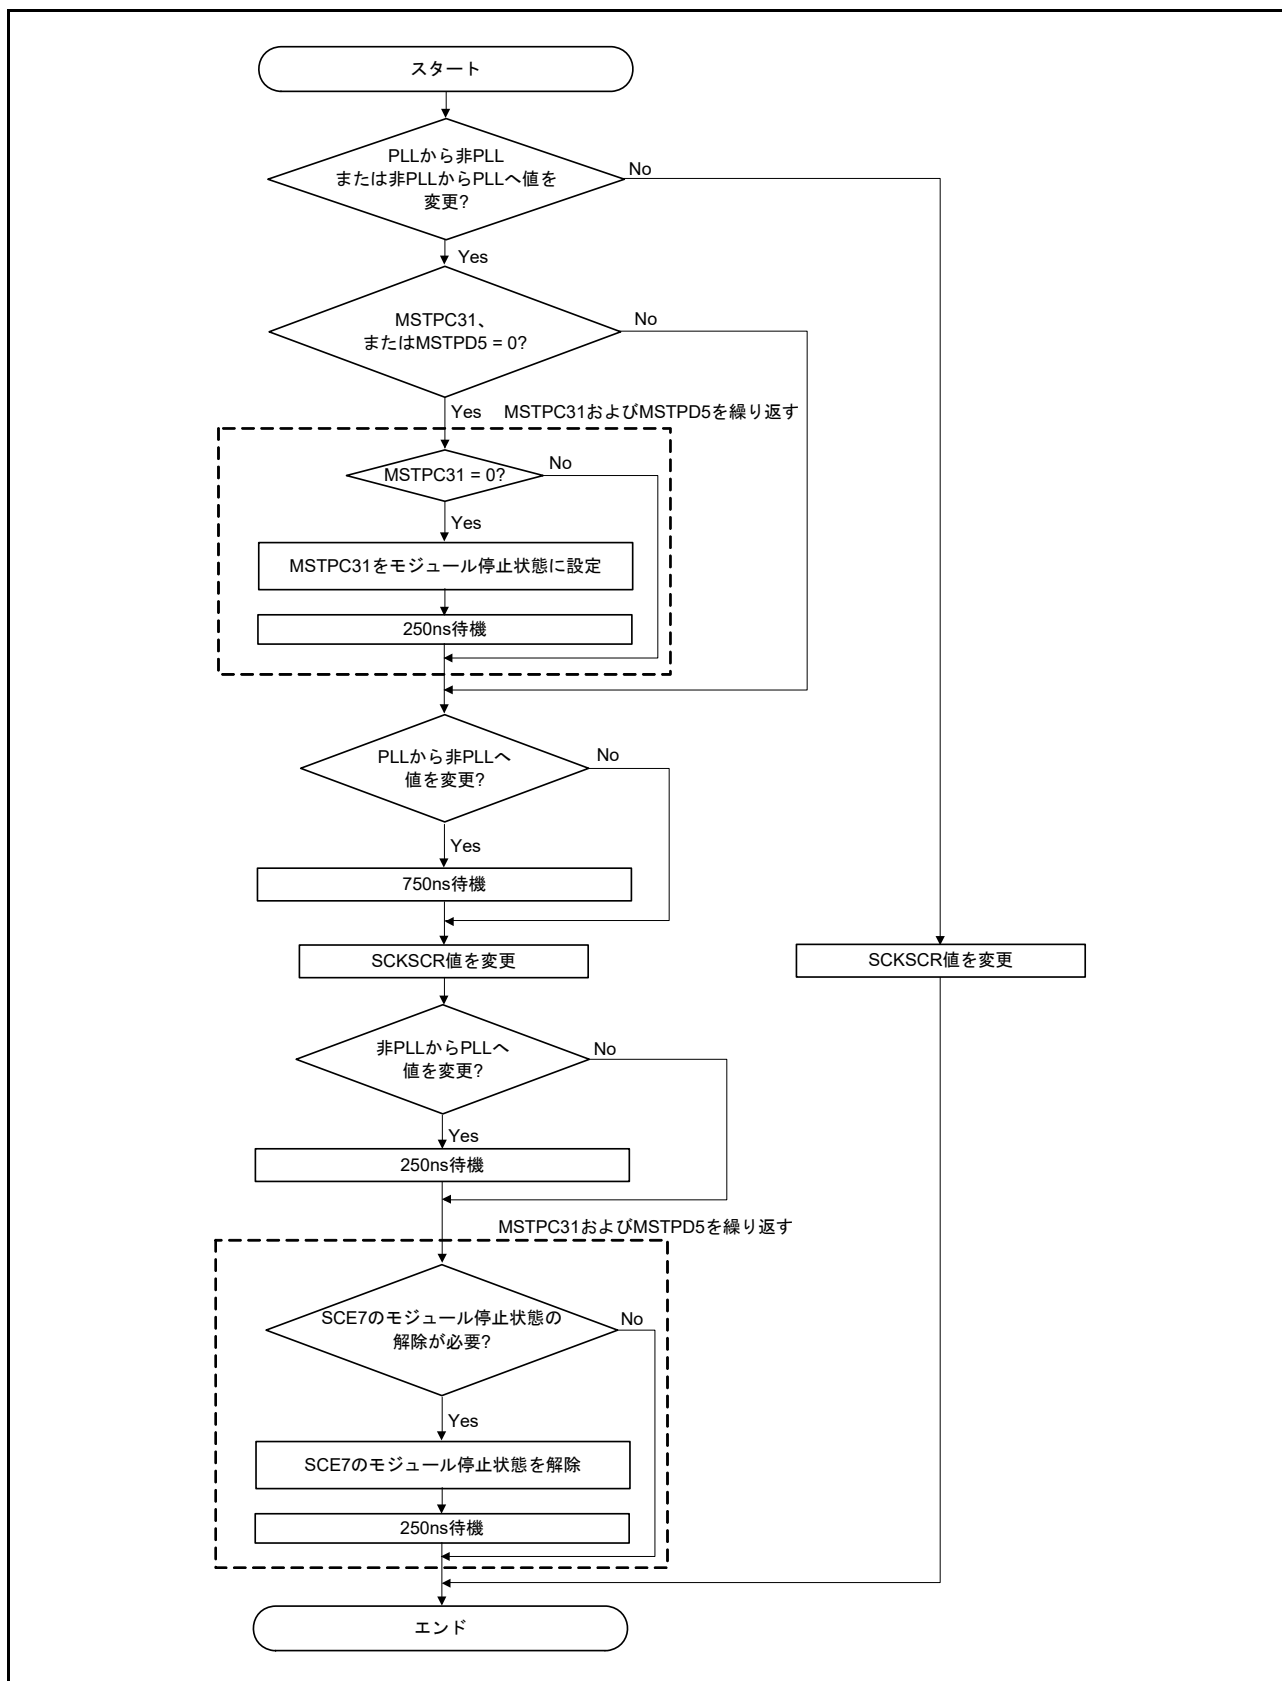 スタート
PLLから非PLL
または非PLLからPLLへ値を
変更?
No
Yes
MSTPC31、
またはMSTPD5 = 0?
No
Yes
MSTPC31およびMSTPD5を繰り返す
MSTPC31 = 0?
No
Yes
MSTPC31をモジュール停止状態に設定
250ns待機
PLLから非PLLへ
値を変更?
No
Yes
750ns待機
SCKSCR値を変更
SCKSCR値を変更
非PLLからPLLへ
値を変更?
No
Yes
250ns待機
MSTPC31およびMSTPD5を繰り返す
SCE7のモジュール停止状態の
解除が必要?
No
Yes
SCE7のモジュール停止状態を解除
250ns待機
エンド